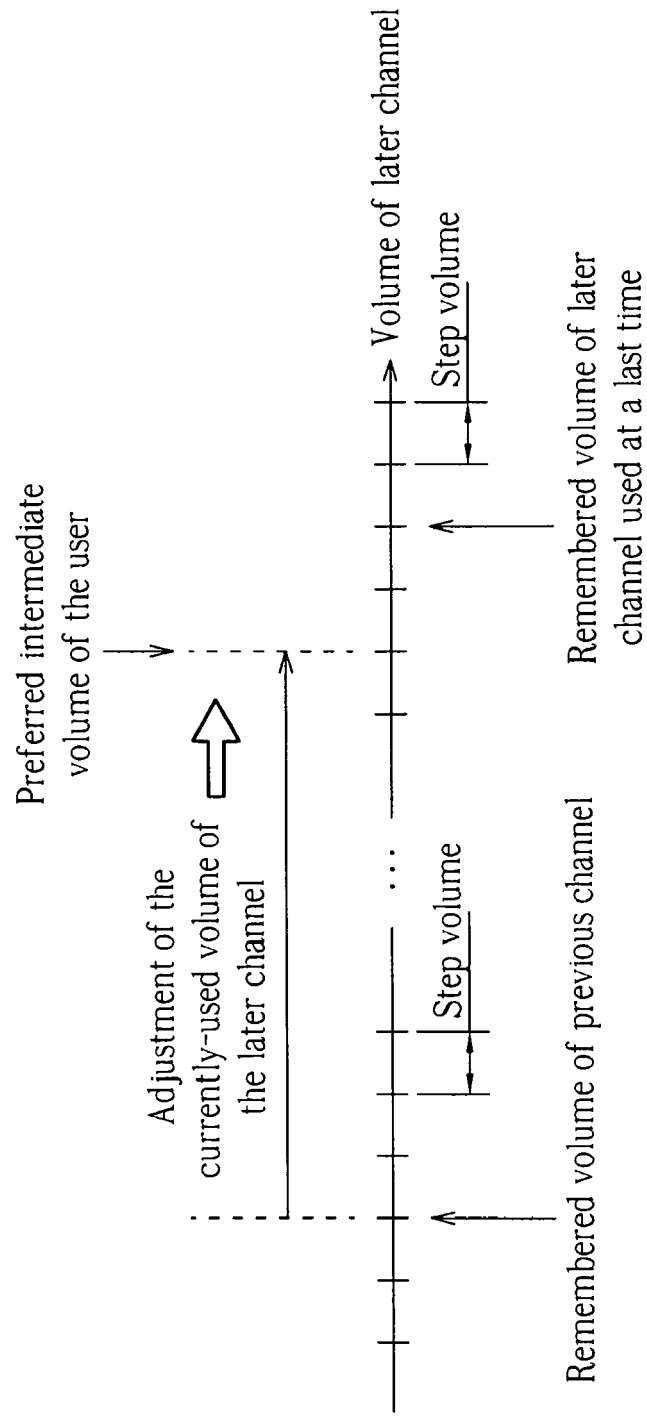 Preferred intermediate
volume of the user
Adjustment of the
currently-used volume of
the later channel
Volume of later channel
...
Step volume
Step volume
Remembered volume of previous channel
Remembered volume of later
channel used at a last time